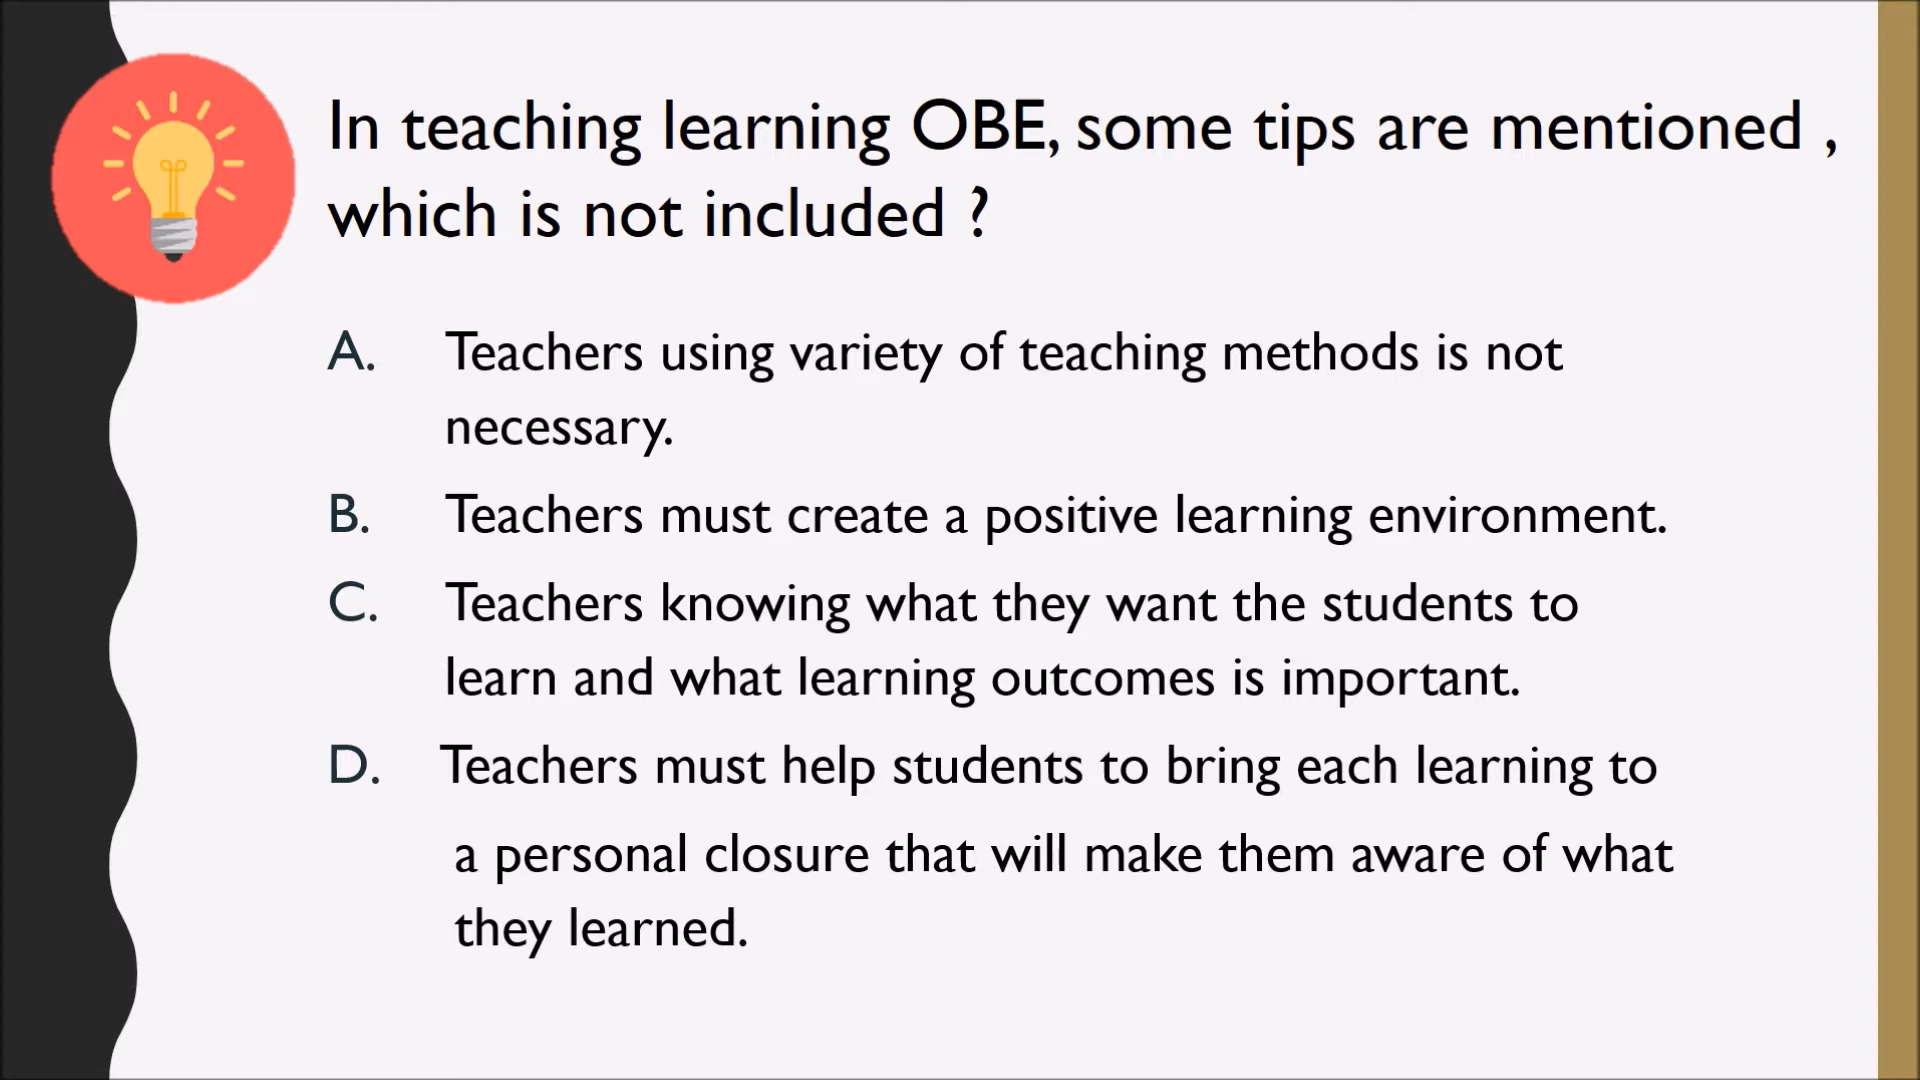 In teaching learning OBE, some tips are mentioned ,
which is not included ?
A. Teachers using variety of teaching methods is not
necessary.
B. Teachers must create a positive learning environment.
C. Teachers knowing what they want the students to
learn and what learning outcomes is important.
D. Teachers must help students to bring each learning to
a personal closure that will make them aware of what
they learned.